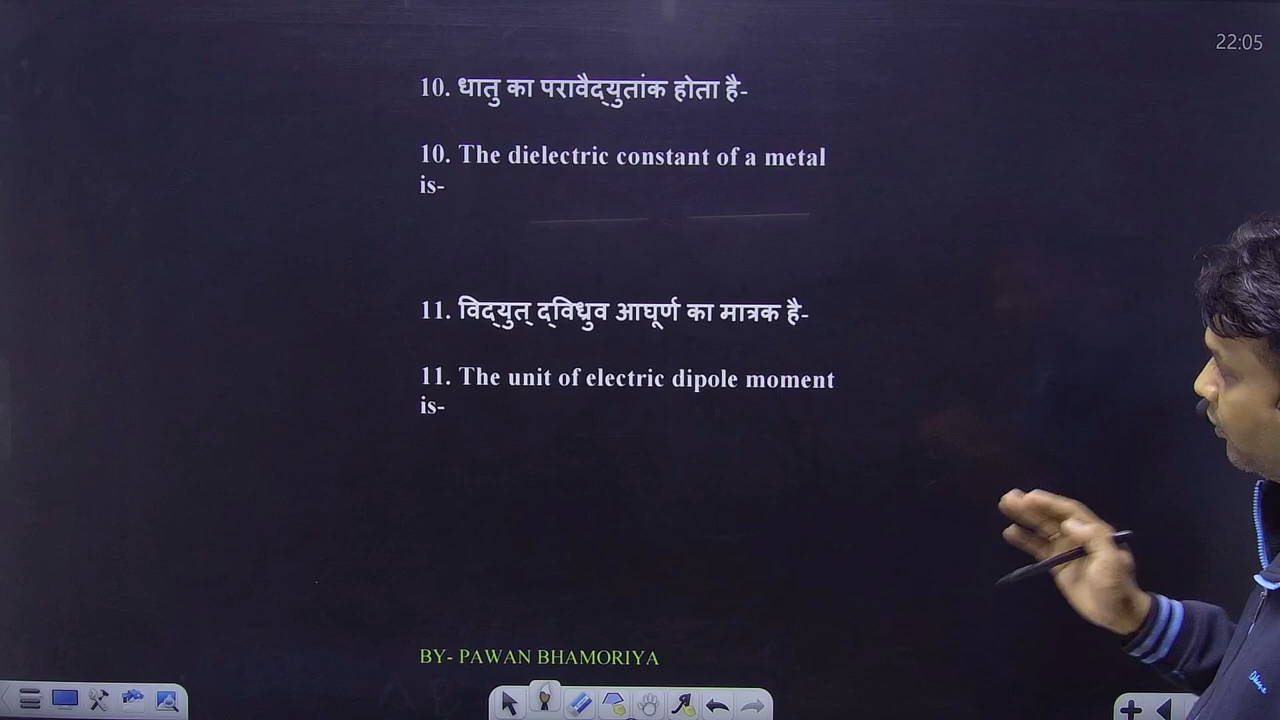 22:05
10. धातु का परावैद्युतांक होता है-
10. The dielectric constant of a metal
is-
11. विद्युत् द्विध्रुव आघूर्ण का मात्रक है-
11. The unit of electric dipole moment
is-
BY- PAWAN BHAMORIYA